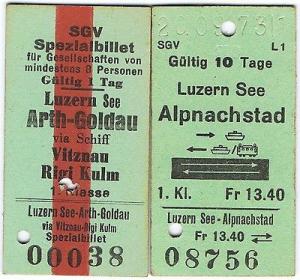 SGV
Spezialbillet
für Gesellschaften von
mindestens 8 Personen
Gültig 1 Tag
Luzern See
Arth-Goldau
via Schiff
Vitznau
Rigi Kulm
1. Klasse
Luzern See-Arth-Goldau
via Vitznau-Rigi Kulm
Spezialbillet
00038
SGV L1
Gültig 10 Tage
Luzern See
Alpnachstad
1. Kl. Fr 13.40
Luzern See-Alpnachstad
Fr 13.40
08756